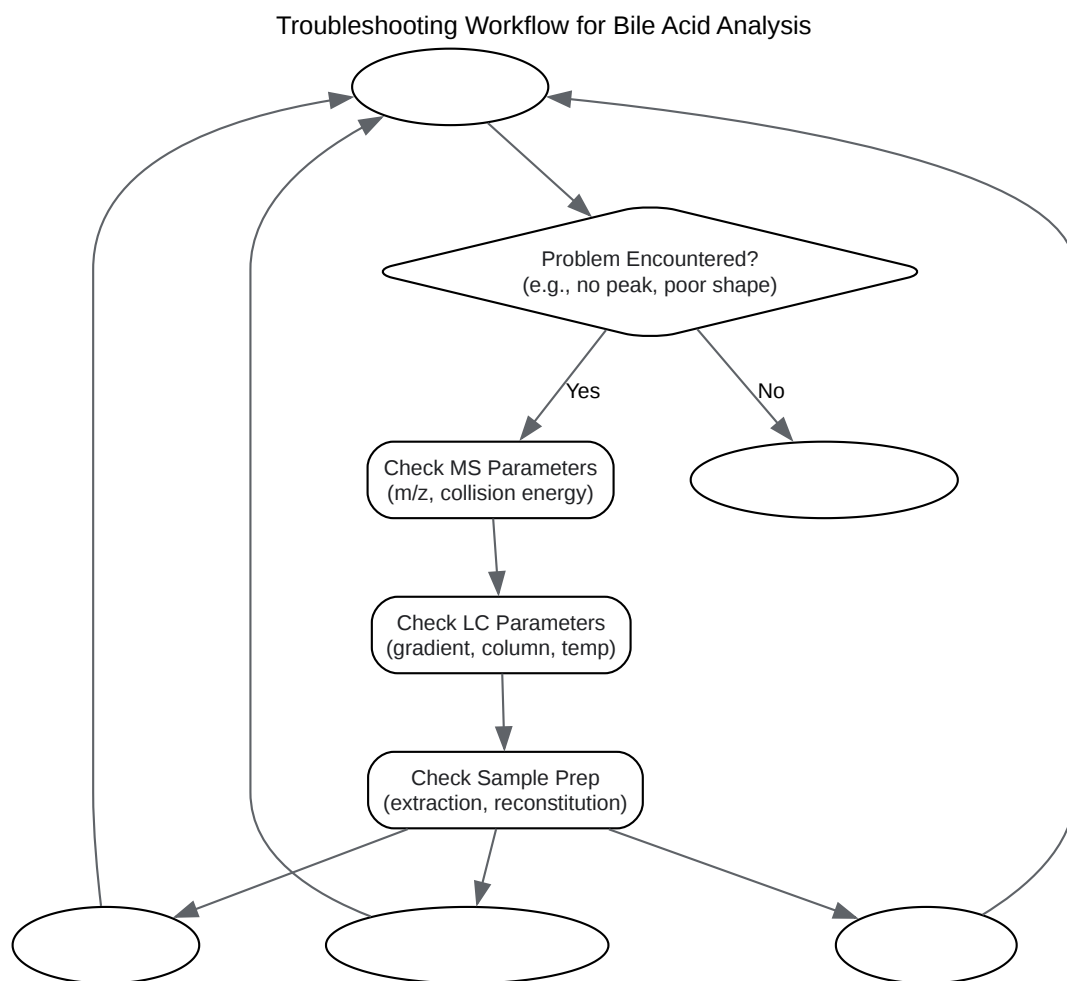 Troubleshooting Workflow for Bile Acid Analysis
Problem Encountered?
(e.g., no peak, poor shape)
Yes
No
Check MS Parameters
(m/z, collision energy)
Check LC Parameters
(gradient, column, temp)
Check Sample Prep
(extraction, reconstitution)